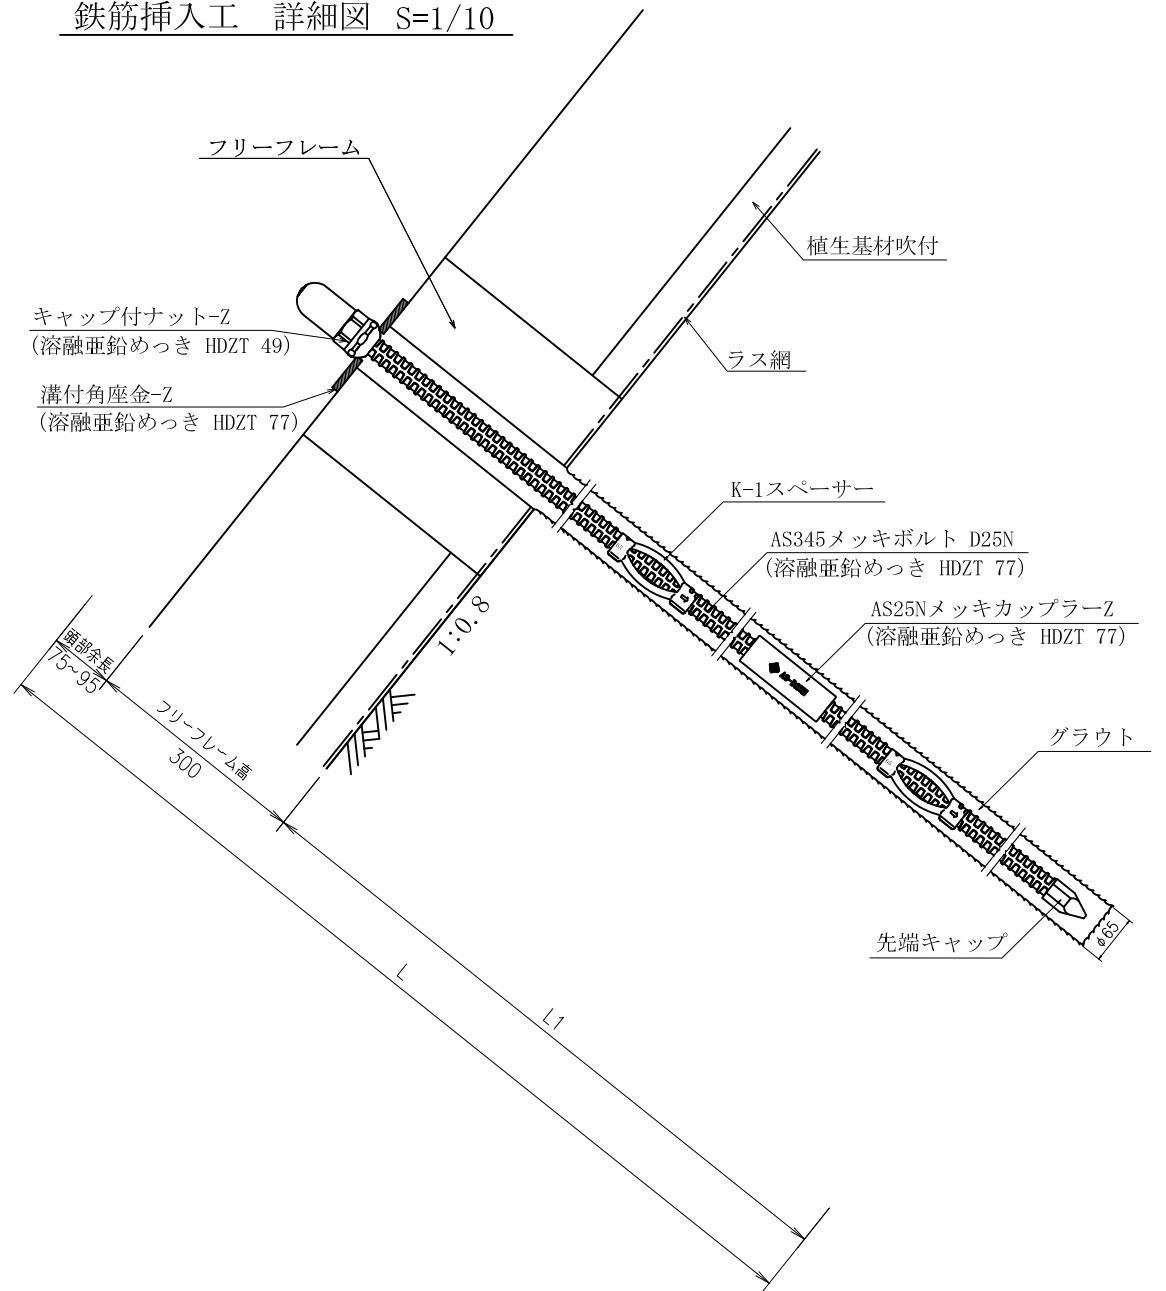 鉄筋挿入工　詳細図　S=1/10
フリーフレーム
植生基材吹付
キャップ付ナット-Z
(溶融亜鉛めっき HDZT 49)
ラス網
溝付角座金-Z
(溶融亜鉛めっき HDZT 77)
K-1スペーサー
AS345メッキボルト D25N
(溶融亜鉛めっき HDZT 77)
AS25NメッキカップラーZ
(溶融亜鉛めっき HDZT 77)
1:0.8
頭部余長
75~95
フリーフレーム高
300
グラウト
先端キャップ
φ65
L
L1